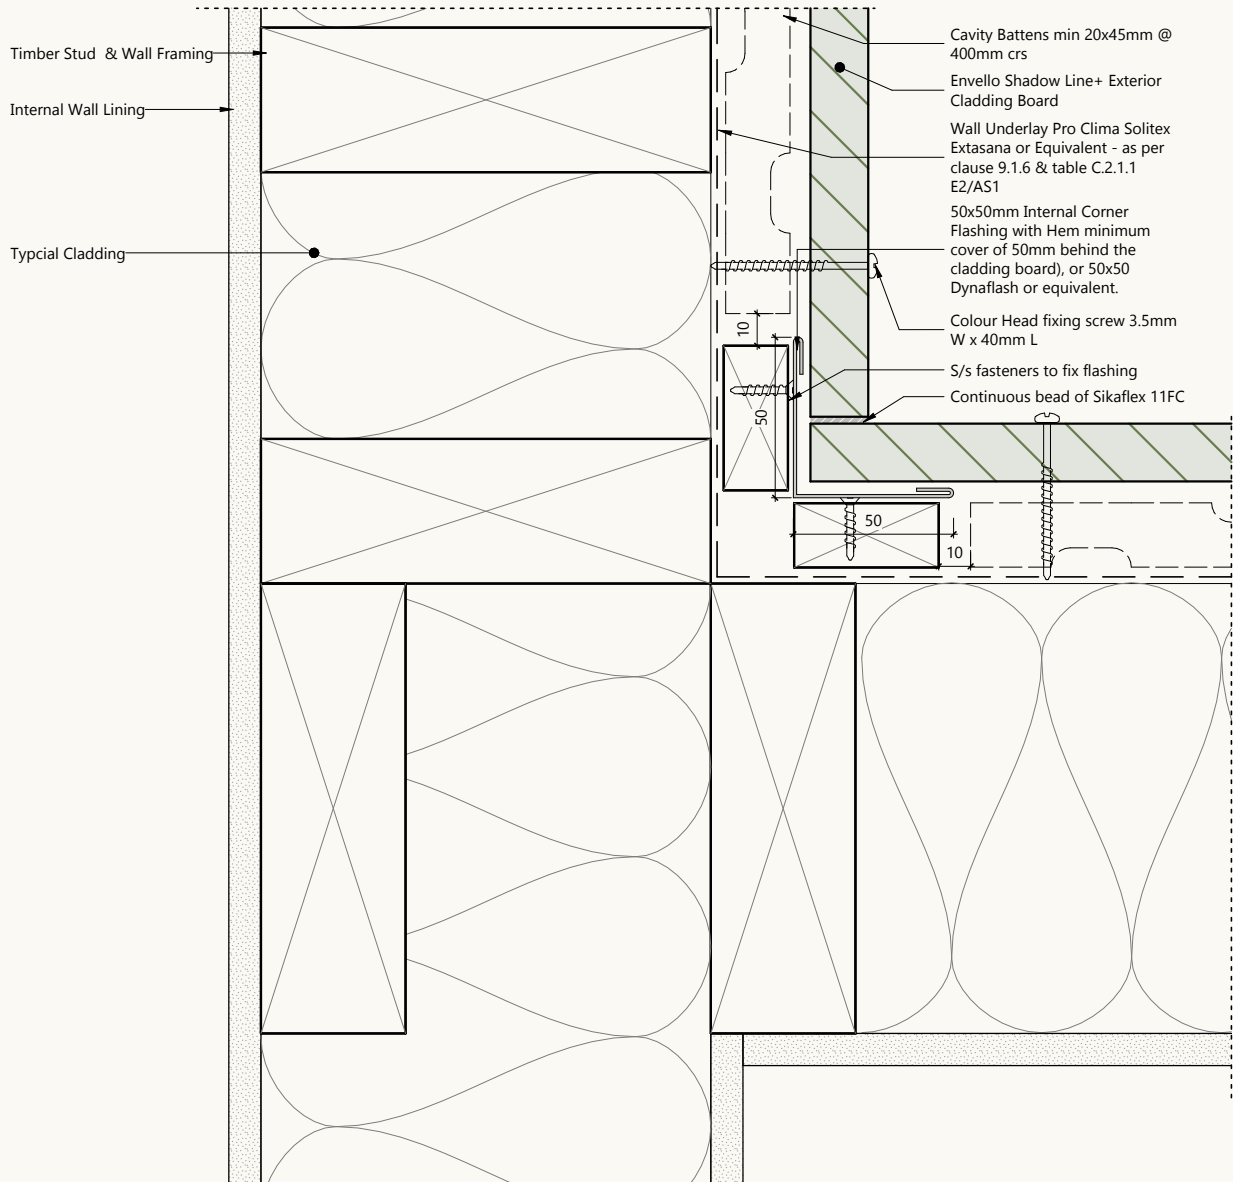 Timber Stud  & Wall Framing
Internal Wall Lining
Typcial Cladding
Cavity Battens min 20x45mm @
400mm crs
Envello Shadow Line+ Exterior
Cladding Board
Wall Underlay Pro Clima Solitex
Extasana or Equivalent - as per
clause 9.1.6 & table C.2.1.1
E2/AS1
50x50mm Internal Corner
Flashing with Hem minimum
cover of 50mm behind the
cladding board), or 50x50
Dynaflash or equivalent.
Colour Head fixing screw 3.5mm
W x 40mm L
S/s fasteners to fix flashing
Continuous bead of Sikaflex 11FC
10
50
50
10